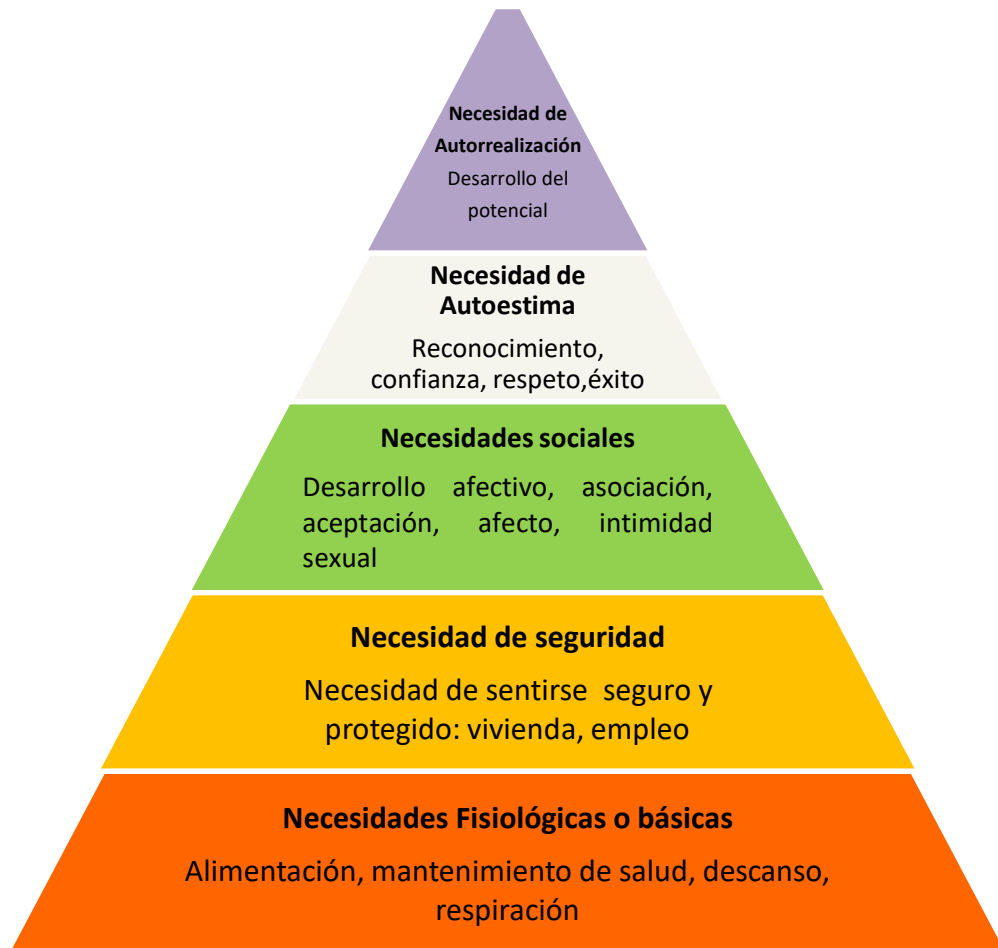 Necesidad de
Autorrealización
Desarrollo del
potencial
Necesidad de
Autoestima
Reconocimiento,
confianza, respeto,éxito
Necesidades sociales
Desarrollo afectivo, asociación,
aceptación, afecto, intimidad
sexual
Necesidad de seguridad
Necesidad de sentirse seguro y
protegido: vivienda, empleo
Necesidades Fisiológicas o básicas
Alimentación, mantenimiento de salud, descanso,
respiración